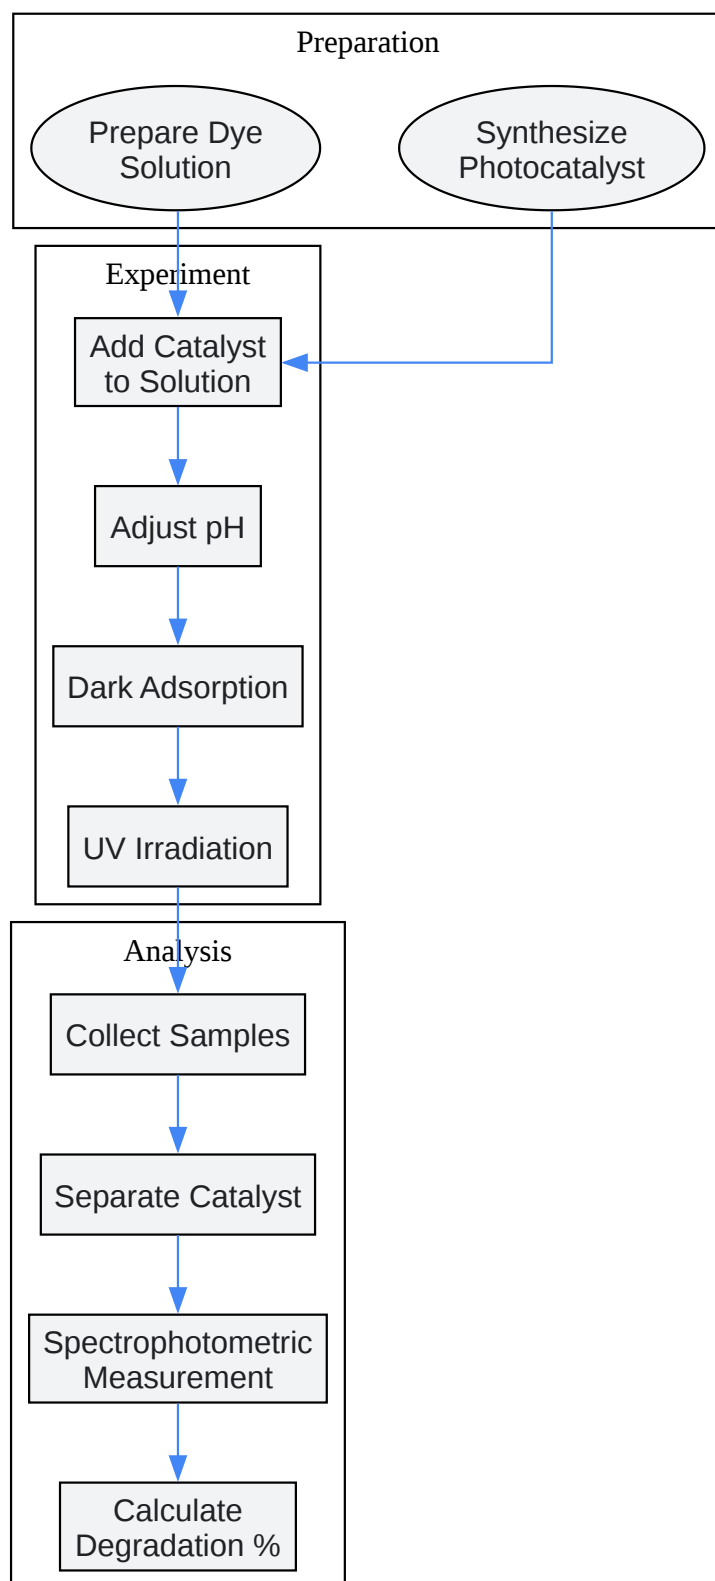 Preparation
Prepare Dye
Solution
Synthesize
Photocatalyst
Experiment
Add Catalyst
to Solution
Adjust pH
Dark Adsorption
UV Irradiation
Analysis
Collect Samples
Separate Catalyst
Spectrophotometric
Measurement
Calculate
Degradation %